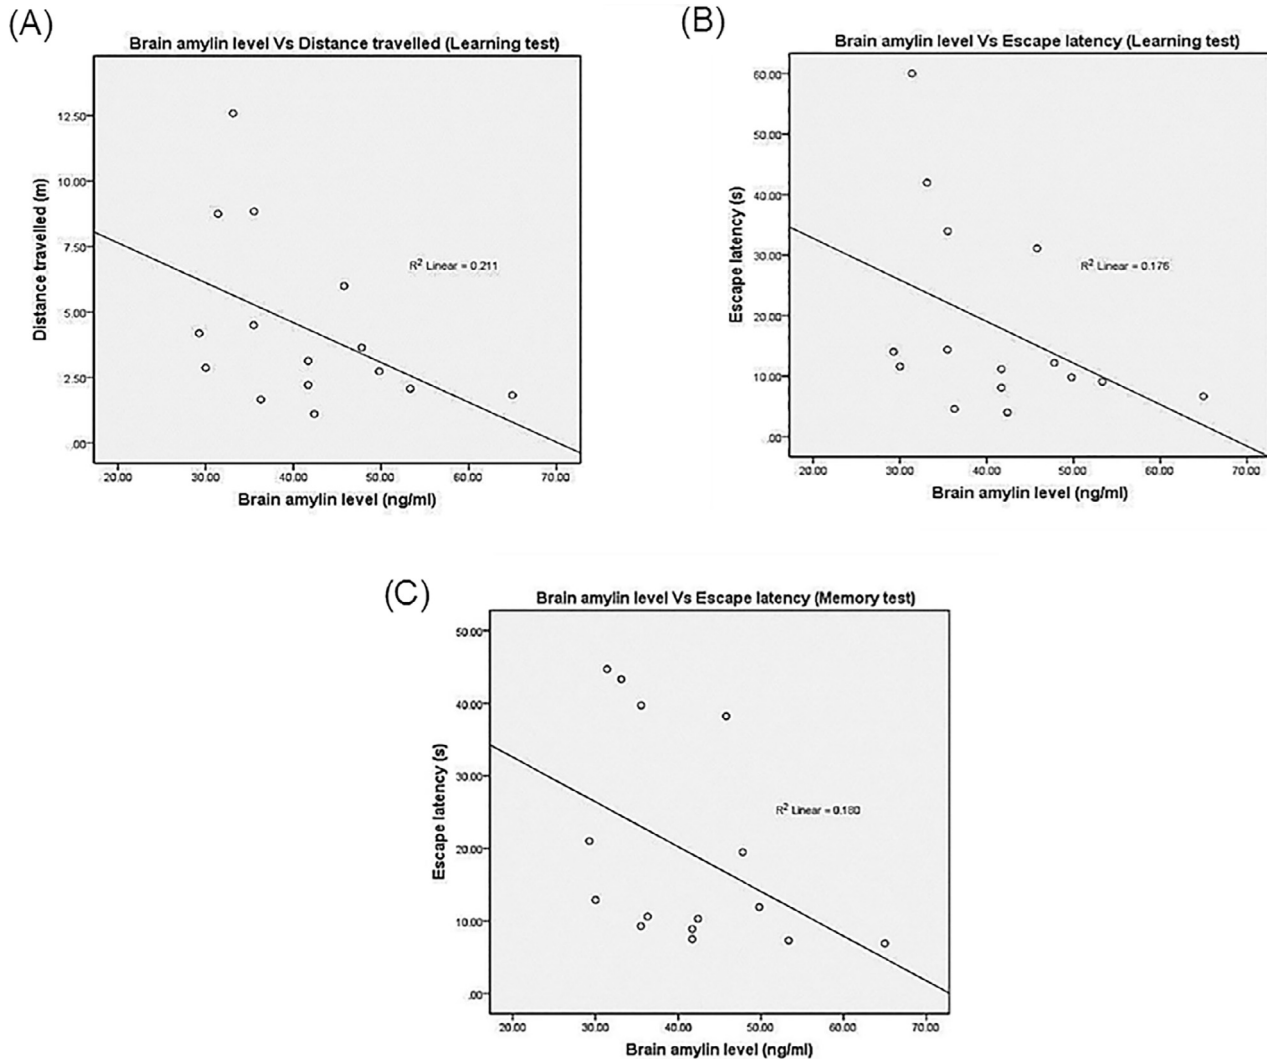 (A)
Brain amylin level Vs Distance travelled (Learning test)
12.50
10.00
7.50
5.00
2.50
.00
Distance travelled (m)
R2 Linear = 0.211
20.00 30.00 40.00 50.00 60.00 70.00
Brain amylin level (ng/ml)
(B)
Brain amylin level Vs Escape latency (Learning test)
60.00
50.00
40.00
30.00
20.00
10.00
.00
Escape latency (s)
R2 Linear = 0.176
20.00 30.00 40.00 50.00 60.00 70.00
Brain amylin level (ng/ml)
(C)
Brain amylin level Vs Escape latency (Memory test)
50.00
40.00
30.00
20.00
10.00
.00
Escape latency (s)
R2 Linear = 0.180
20.00 30.00 40.00 50.00 60.00 70.00
Brain amylin level (ng/ml)